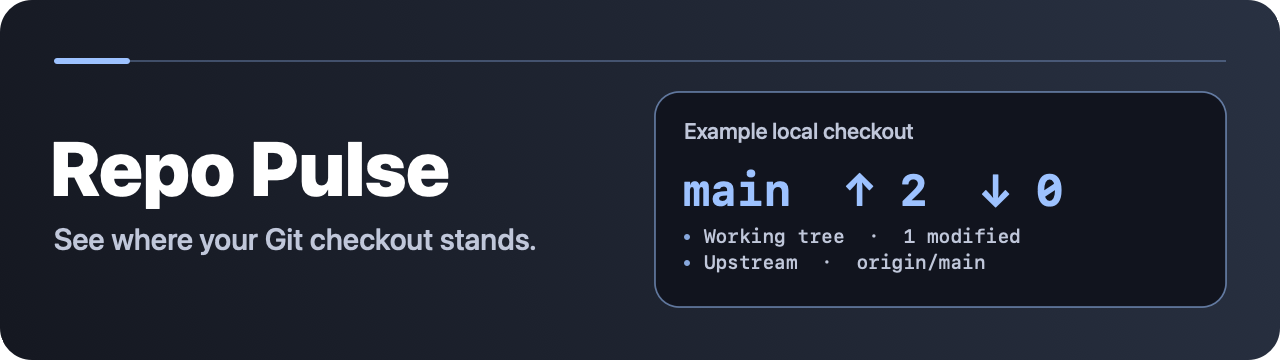 Repo Pulse
See where your Git checkout stands.
Example local checkout
main ↑ 2 ↓ 0
• Working tree · 1 modified
• Upstream · origin/main